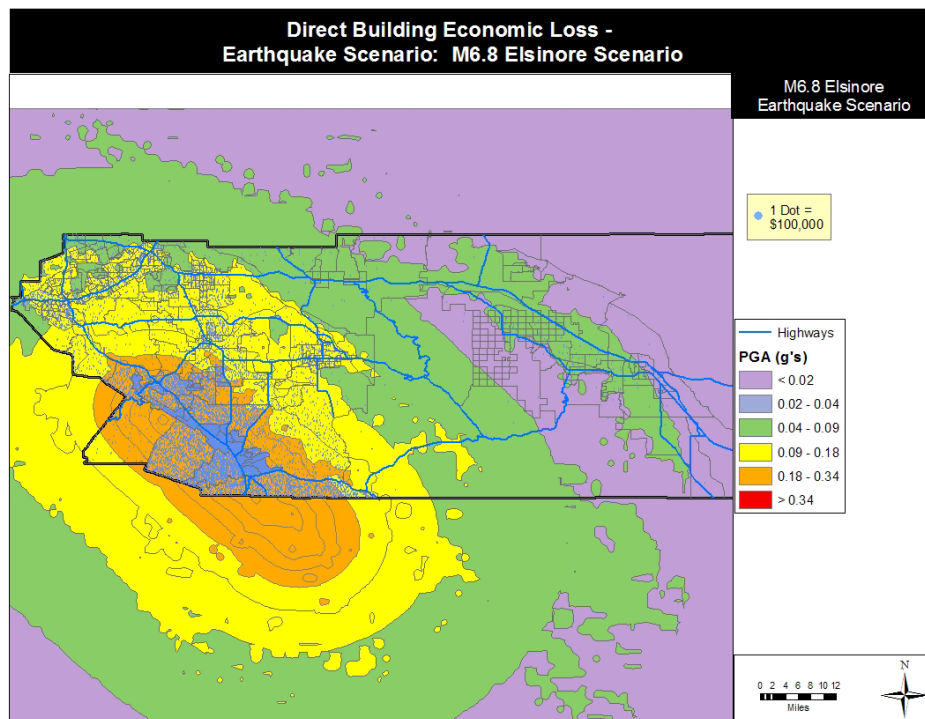 Direct Building Economic Loss -
Earthquake Scenario: M6.8 Elsinore Scenario
M6.8 Elsinore
Earthquake Scenario
1 Dot =
$100,000
Highways
PGA (g's)
< 0.02
0.02 - 0.04
0.04 - 0.09
0.09 - 0.18
0.18 - 0.34
> 0.34
N
0 2 4 6 8 10 12
Miles